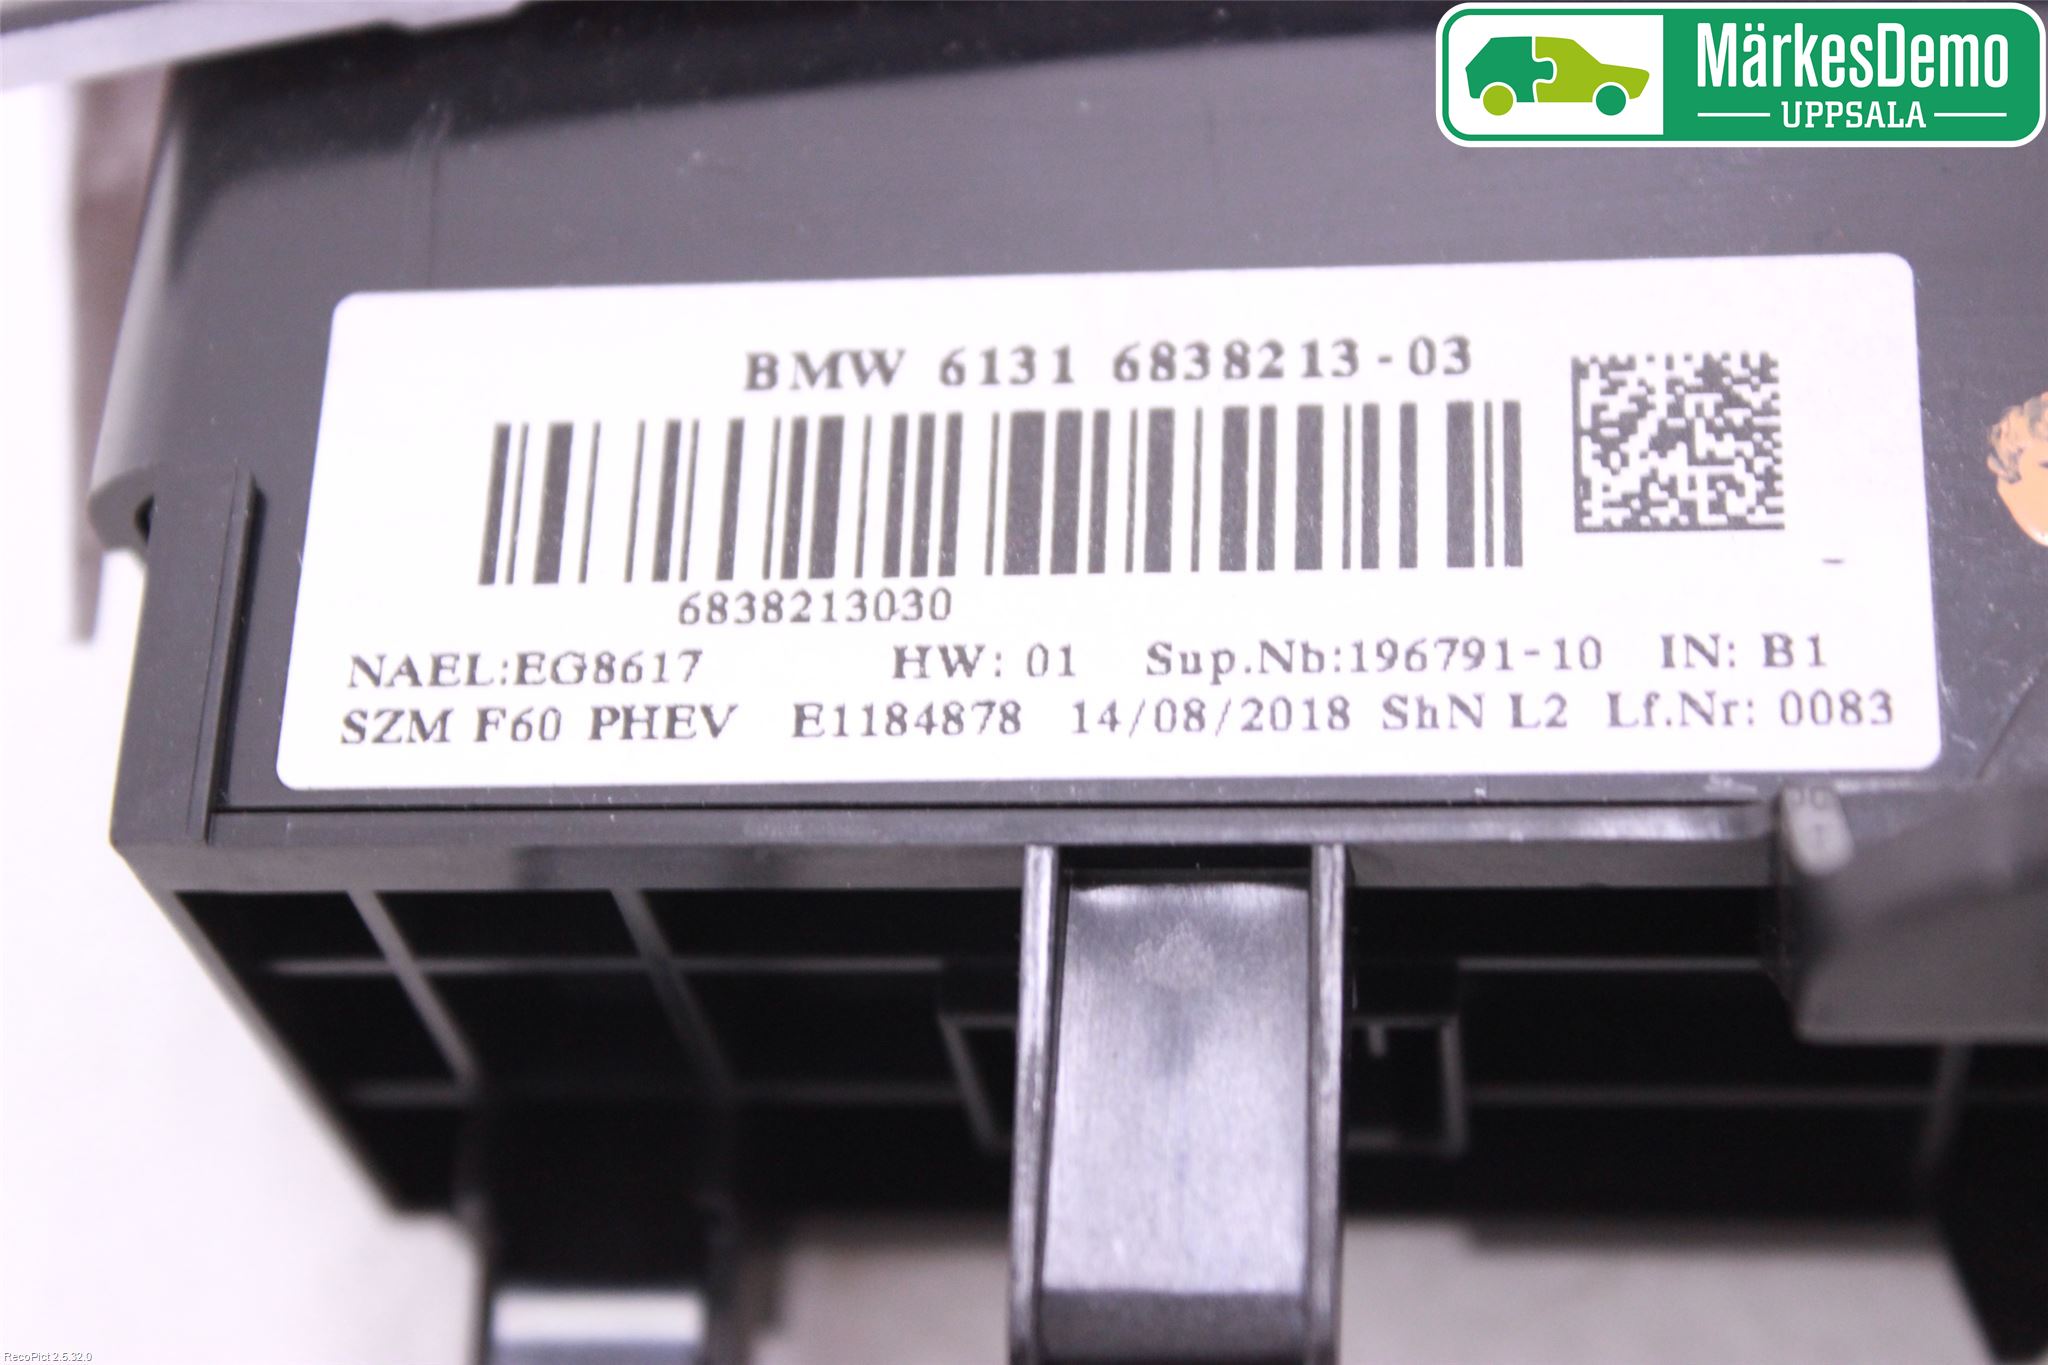 MärkesDemo
UPPSALA
BMW 6131 6838213-03
6838213030
NAEL:EG8617 HW: 01 Sup.Nb:196791-10 IN: B1
SZM F60 PHEV E1184878 14/08/2018 ShN L2 Lf.Nr: 0083
RecoPict 2.5.32.0